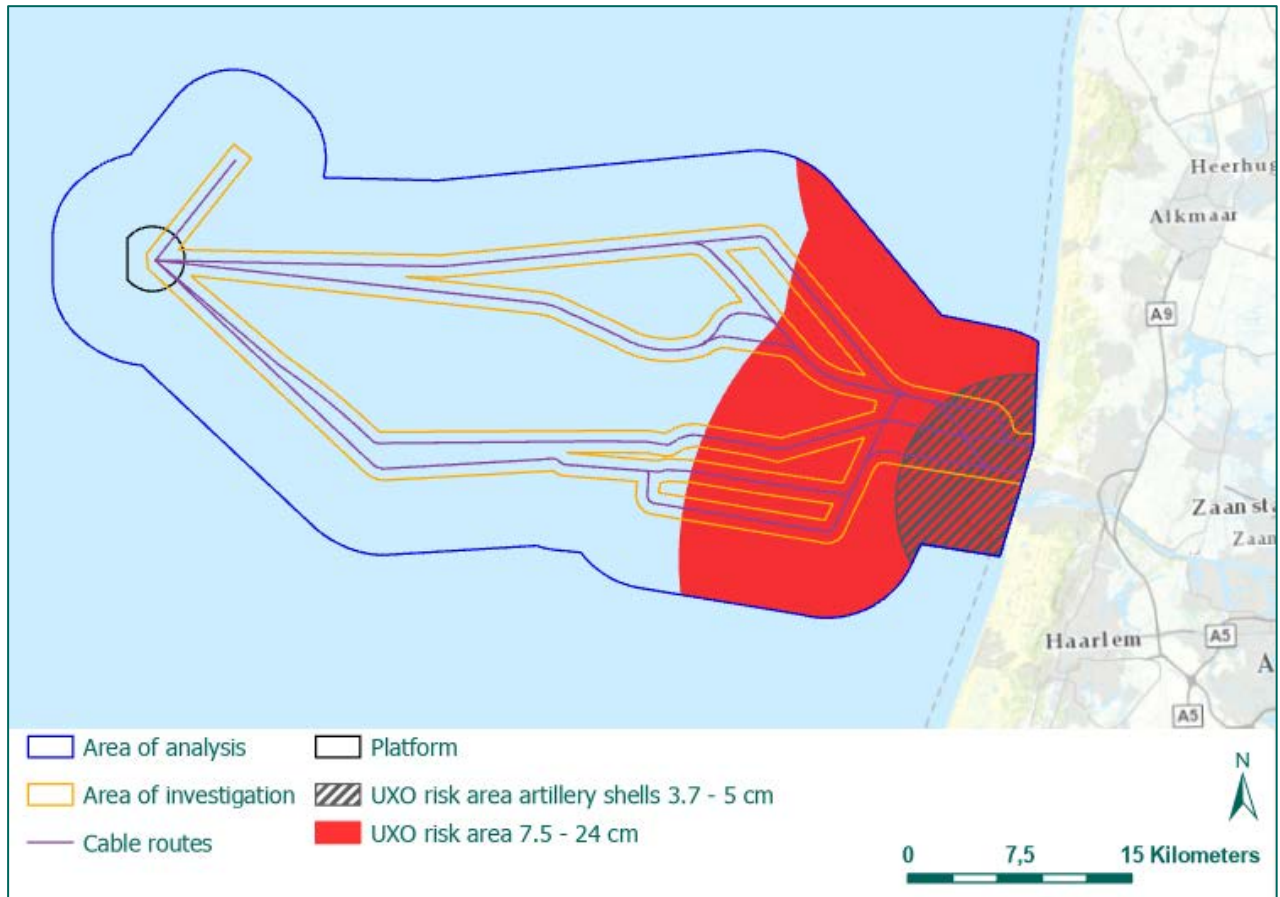 Heerhug
Alkmaar
A9
Zaansta
Zaan
Haarlem
A5
A
A5
Area of analysis
Platform
Area of investigation
UXO risk area artillery shells 3.7 - 5 cm
Cable routes
UXO risk area 7.5 - 24 cm
N
0 7,5 15 Kilometers